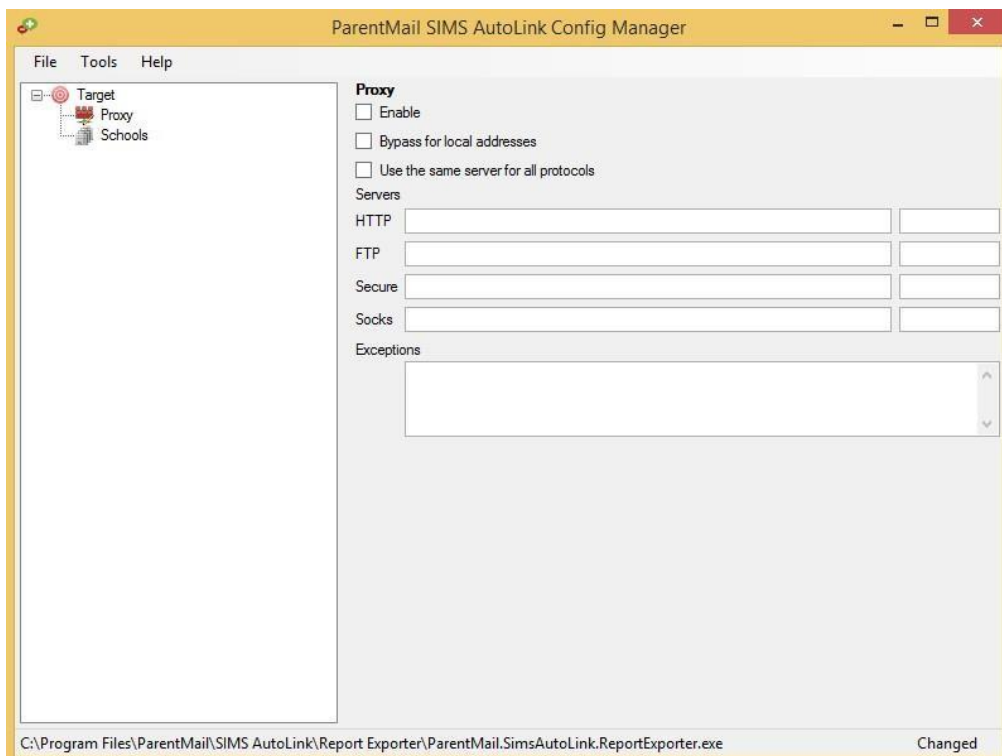 ParentMail SIMS AutoLink Config Manager
File Tools Help
Target
Proxy
Schools
Proxy
Enable
Bypass for local addresses
Use the same server for all protocols
Servers
HTTP
FTP
Secure
Socks
Exceptions
C:\Program Files\ParentMail\SIMS AutoLink\Report Exporter\ParentMail.SimsAutoLink.ReportExporter.exe Changed